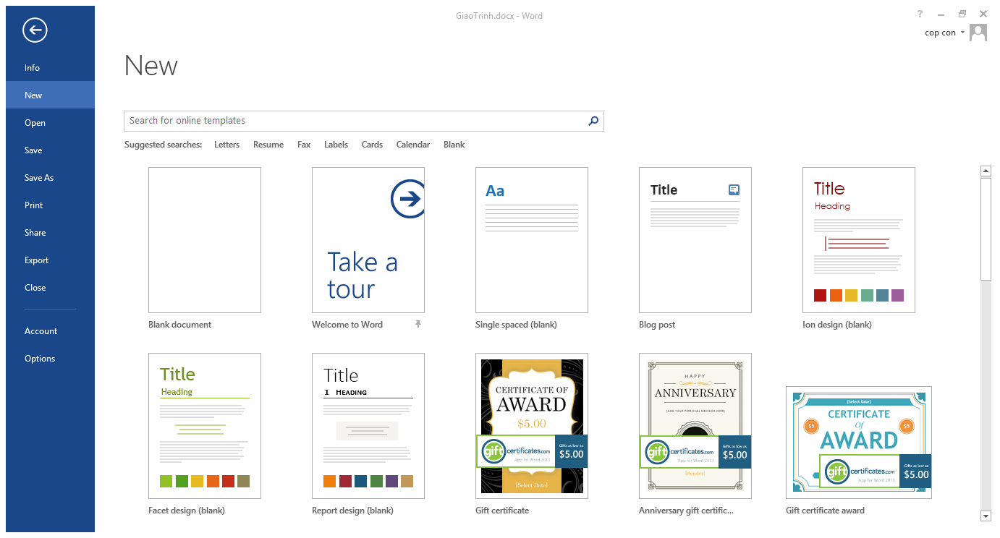 GiaoTrinh.docx - Word
?
cop con
Info
New
Open
Save
Save As
Print
Share
Export
Close
Account
Options
New
Search for online templates
Suggested searches: Letters Resume Fax Labels Cards Calendar Blank
Take a
tour
Aa
Title
Title
Heading
Blank document
Welcome to Word
Single spaced (blank)
Blog post
Ion design (blank)
Title
Heading
Title
1 HEADING
CERTIFICATE OF
AWARD
$5.00
giftcertificates.com
App for Word 2013
Gifts as low as
$5.00
[Select Date]
HAPPY
ANNIVERSARY
[ADD YOUR PERSONAL MESSAGE HERE]
giftcertificates.com
App for Word 2013
Gifts as low as
$5.00
[Sender]
[Select Date]
CERTIFICATE
Of
AWARD
$5
$5
giftcertificates.com
App for Word 2013
Gifts as low as
$5.00
Facet design (blank)
Report design (blank)
Gift certificate
Anniversary gift certific...
Gift certificate award